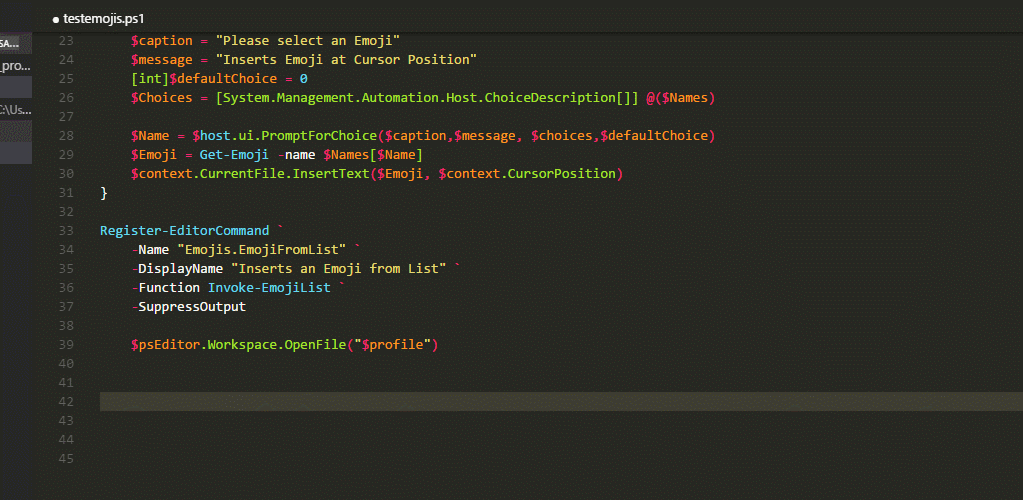 ● testemojis.ps1
SA...
_pro...
C:\Us...
23 $caption = "Please select an Emoji"
24 $message = "Inserts Emoji at Cursor Position"
25 [int]$defaultChoice = 0
26 $Choices = [System.Management.Automation.Host.ChoiceDescription[]] @($Names)
27
28 $Name = $host.ui.PromptForChoice($caption,$message, $choices,$defaultChoice)
29 $Emoji = Get-Emoji -name $Names[$Name]
30 $context.CurrentFile.InsertText($Emoji, $context.CursorPosition)
31 }
32
33 Register-EditorCommand `
34 -Name "Emojis.EmojiFromList" `
35 -DisplayName "Inserts an Emoji from List" `
36 -Function Invoke-EmojiList `
37 -SuppressOutput
38
39 $psEditor.Workspace.OpenFile("$profile")
40
41
42
43
44
45